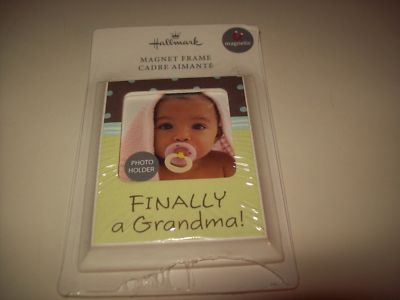 Hallmark
magnetic
MAGNET FRAME
CADRE AIMANTÉ
PHOTO
HOLDER
FINALLY
a Grandma!